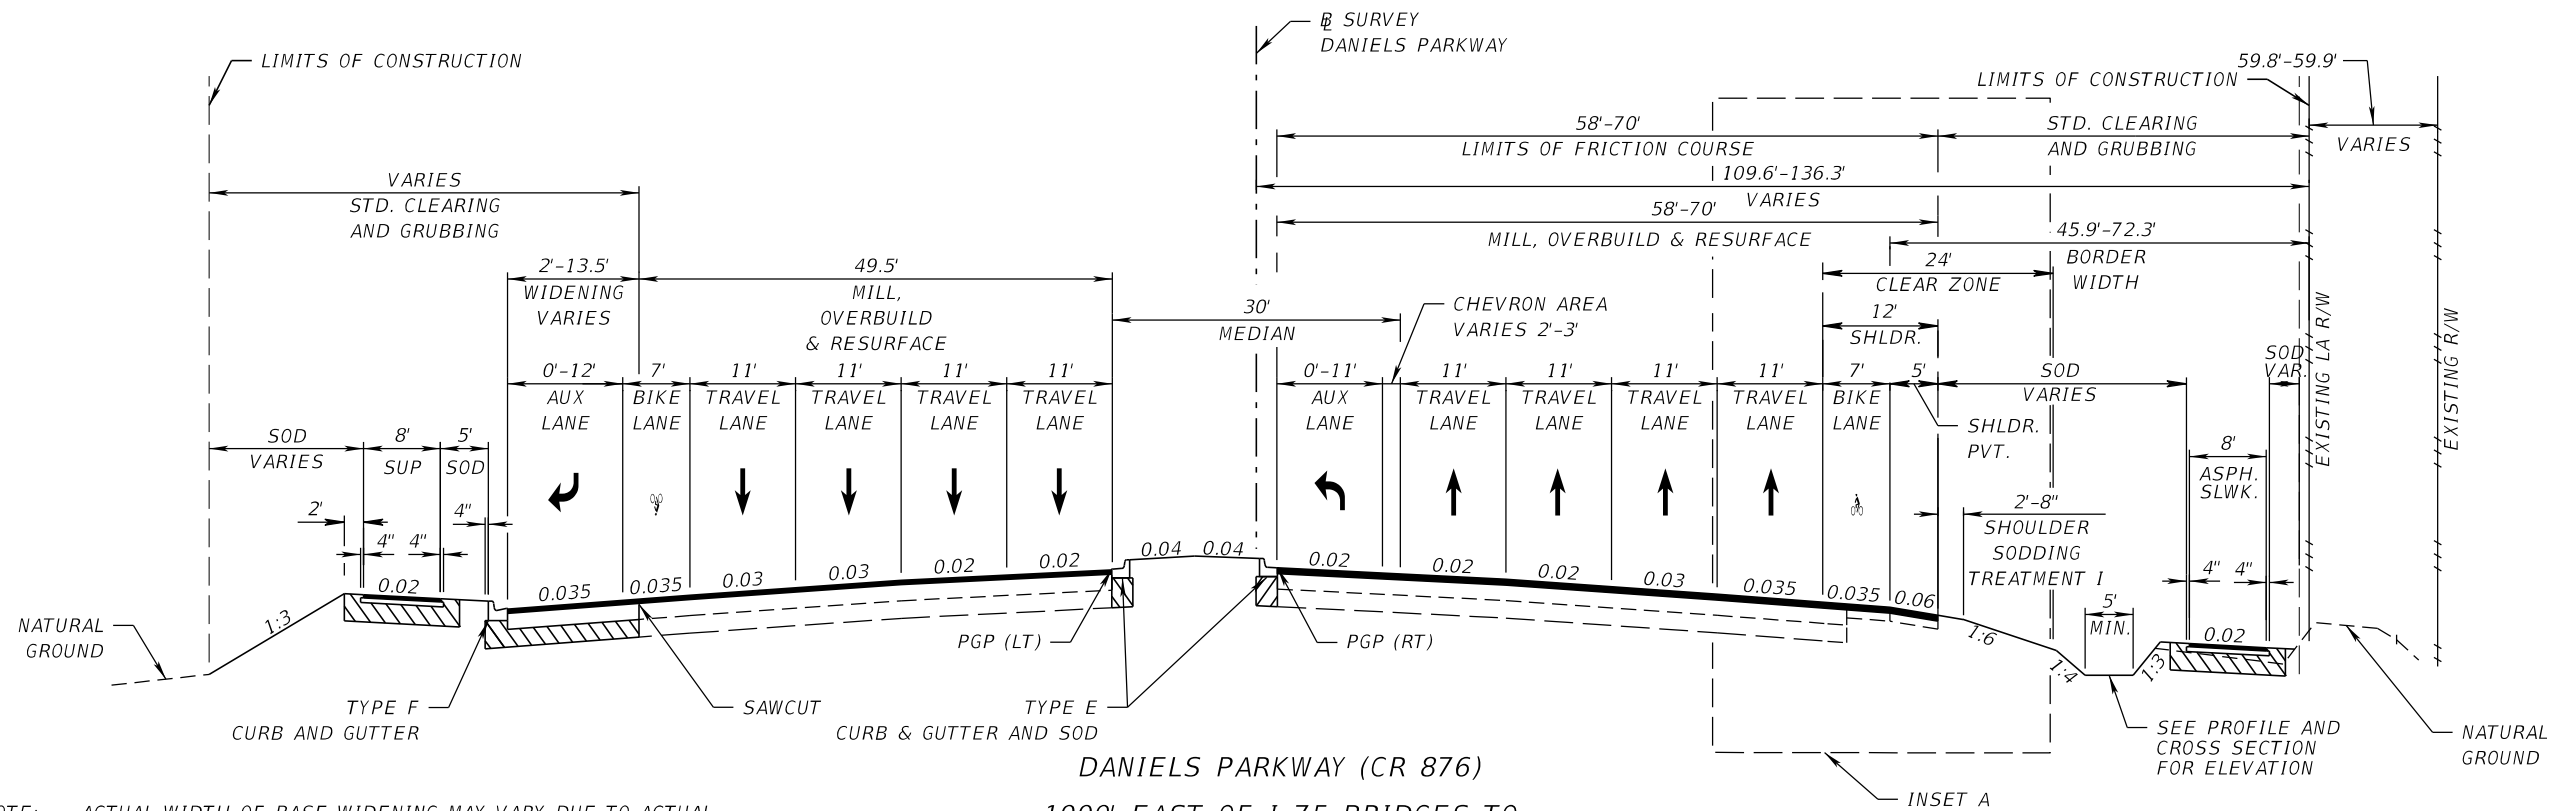 ℄ SURVEY
DANIELS PARKWAY
LIMITS OF CONSTRUCTION
59.8'-59.9'
LIMITS OF CONSTRUCTION
58'-70'
LIMITS OF FRICTION COURSE
STD. CLEARING
AND GRUBBING
VARIES
VARIES
STD. CLEARING
AND GRUBBING
109.6'-136.3'
VARIES
58'-70'
MILL, OVERBUILD & RESURFACE
45.9'-72.3'
BORDER
WIDTH
2'-13.5'
WIDENING
VARIES
49.5'
MILL,
OVERBUILD
& RESURFACE
30'
MEDIAN
CHEVRON AREA
VARIES 2'-3'
24'
CLEAR ZONE
12'
SHLDR.
EXISTING LA R/W
EXISTING R/W
0'-12'
AUX
LANE
7'
BIKE
LANE
11'
TRAVEL
LANE
11'
TRAVEL
LANE
11'
TRAVEL
LANE
11'
TRAVEL
LANE
0'-11'
AUX
LANE
11'
TRAVEL
LANE
11'
TRAVEL
LANE
11'
TRAVEL
LANE
11'
TRAVEL
LANE
7'
BIKE
LANE
5'
SHLDR.
PVT.
SOD
VARIES
SOD
VAR.
SOD
VARIES
8'
SUP
5'
SOD
8'
ASPH.
SLWK.
2'
4"
4"
4"
2'-8"
SHOULDER
SODDING
TREATMENT I
4"
4"
5'
MIN.
1:3
0.02
0.035
0.035
0.03
0.03
0.02
0.02
0.04
0.04
0.02
0.02
0.02
0.03
0.035
0.035
0.06
1:6
1:4
1:3
0.02
NATURAL
GROUND
PGP (LT)
PGP (RT)
TYPE F
CURB AND GUTTER
SAWCUT
TYPE E
CURB & GUTTER AND SOD
SEE PROFILE AND
CROSS SECTION
FOR ELEVATION
NATURAL
GROUND
INSET A
DANIELS PARKWAY (CR 876)